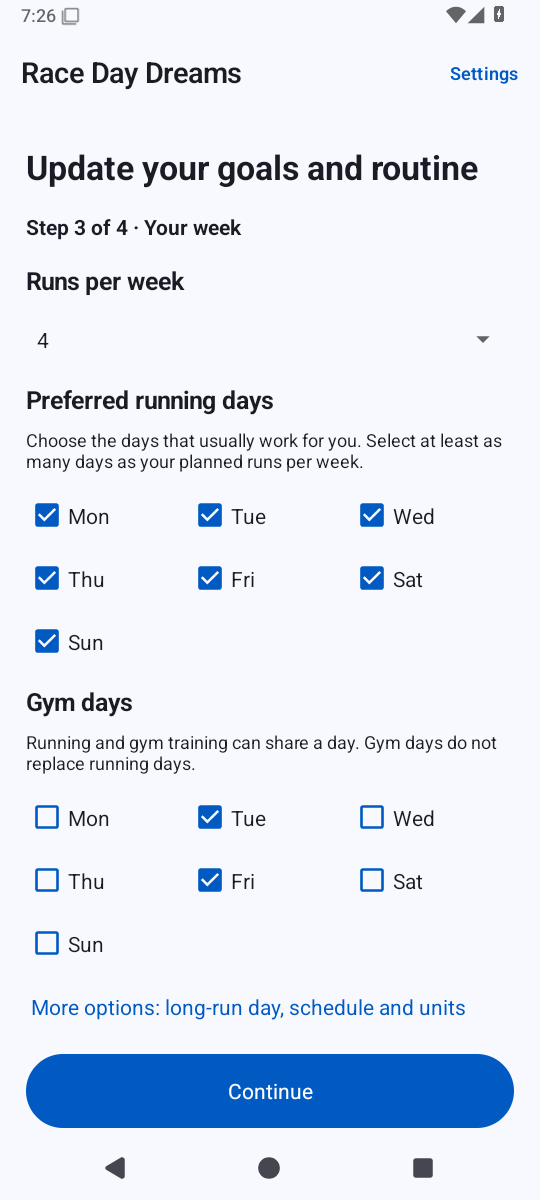 7:26
Race Day Dreams
Settings
Update your goals and routine
Step 3 of 4 · Your week
Runs per week
4
Preferred running days
Choose the days that usually work for you. Select at least as
many days as your planned runs per week.
Mon Tue Wed
Thu Fri Sat
Sun
Gym days
Running and gym training can share a day. Gym days do not
replace running days.
Mon Tue Wed
Thu Fri Sat
Sun
More options: long-run day, schedule and units
Continue